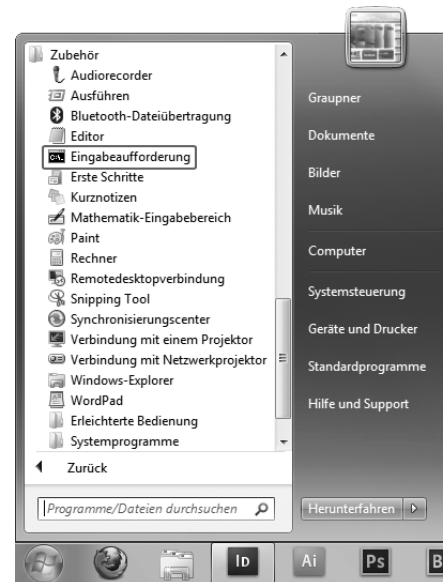 Zubehör
Audiorecorder
Ausführen
Bluetooth-Dateiübertragung
Editor
Eingabeaufforderung
Erste Schritte
Kurznotizen
Mathematik-Eingabebereich
Paint
Rechner
Remotedesktopverbindung
Snipping Tool
Synchronisierungscenter
Verbindung mit einem Projektor
Verbindung mit Netzwerkprojektor
Windows-Explorer
WordPad
Erleichterte Bedienung
Systemprogramme
Zurück
Programme/Dateien durchsuchen
Graupner
Dokumente
Bilder
Musik
Computer
Systemsteuerung
Geräte und Drucker
Standardprogramme
Hilfe und Support
Herunterfahren
ID
Ai
Ps